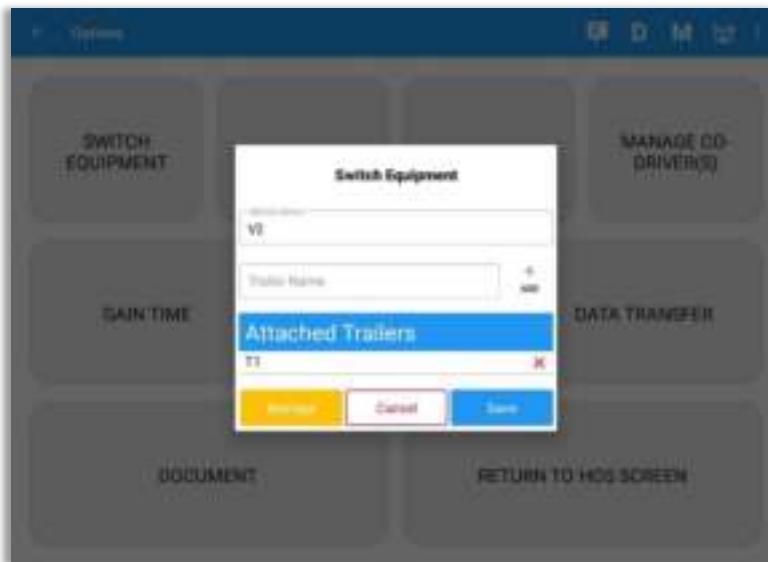 Options
D M
SWITCH
EQUIPMENT
MANAGE CO-
DRIVER(S)
Switch Equipment
Trailer Name
Attached Trailers
T1
Cancel
Save
GAIN TIME
DATA TRANSFER
DOCUMENT
RETURN TO HOS SCREEN